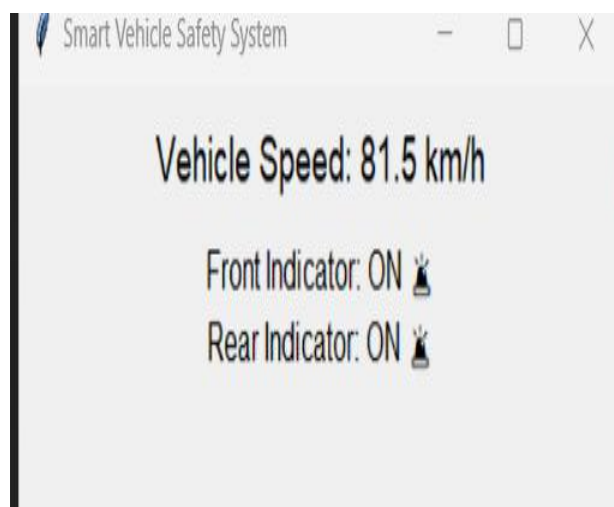 Smart Vehicle Safety System
Vehicle Speed: 81.5 km/h
Front Indicator: ON 🚨
Rear Indicator: ON 🚨